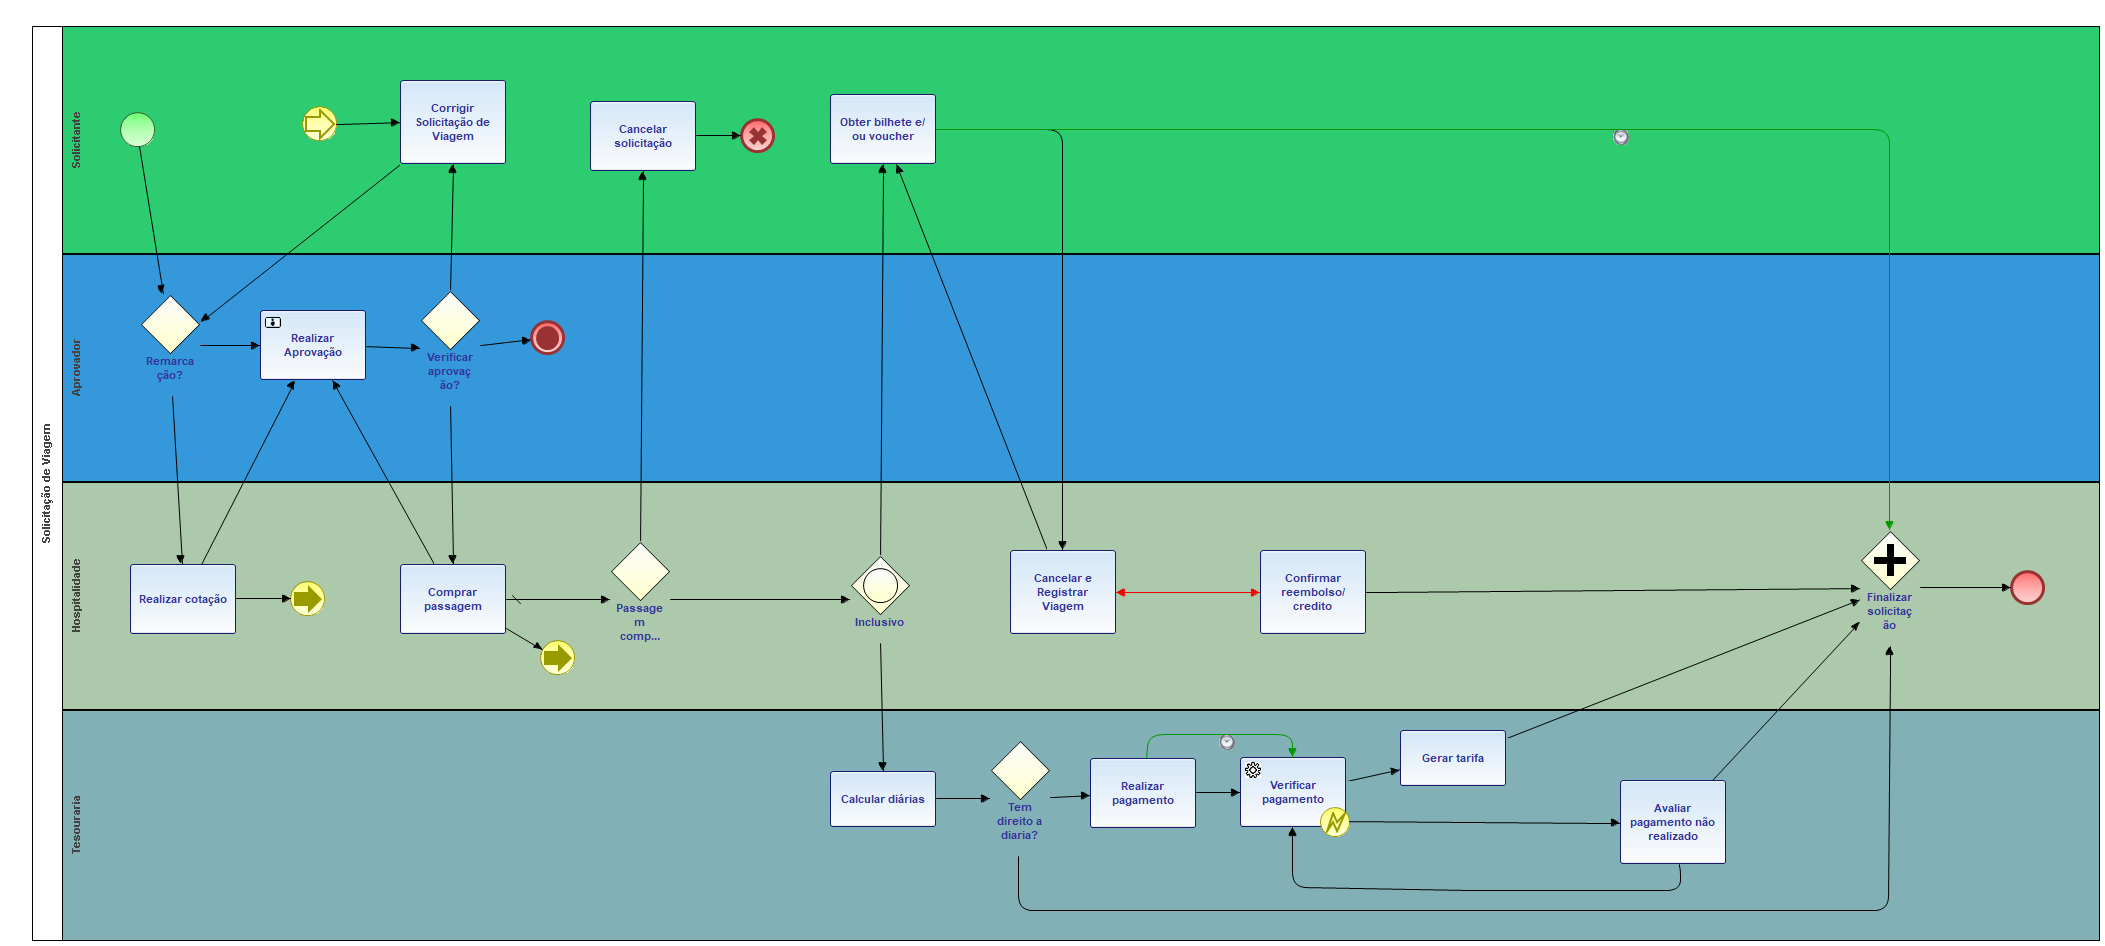 Solicitação de Viagem
Solicitante
Corrigir
Solicitação de
Viagem
Cancelar
solicitação
Obter bilhete e/
ou voucher
Aprovador
Remarca
ção?
Realizar
Aprovação
Verificar
aprovaç
ão?
Hospitalidade
Realizar cotação
Comprar
passagem
Passage
m
comp...
Inclusivo
Cancelar e
Registrar
Viagem
Confirmar
reembolso/
credito
Finalizar
solicitaç
ão
Tesouraria
Calcular diárias
Tem
direito a
diaria?
Realizar
pagamento
Verificar
pagamento
Gerar tarifa
Avaliar
pagamento não
realizado